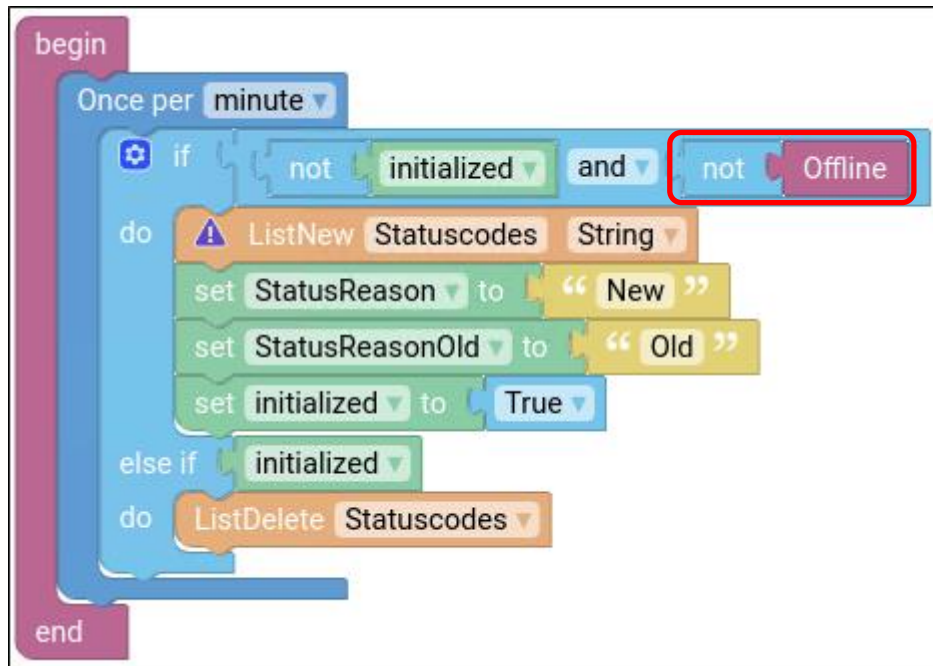 begin
Once per minute
if not initialized and not Offline
do ListNew Statuscodes String
set StatusReason to “ New ”
set StatusReasonOld to “ Old ”
set initialized to True
else if initialized
do ListDelete Statuscodes
end